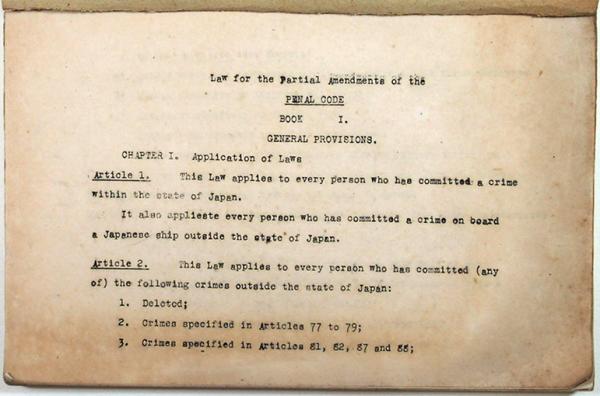 Law for the Partial Amendments of the
PENAL CODE
BOOK I.
GENERAL PROVISIONS.
CHAPTER I. Application of Laws
Article 1. This Law applies to every person who has committed a crime
within the state of Japan.
It also applieste every person who has committed a crime on board
a Japanese ship outside the state of Japan.
Article 2. This Law applies to every person who has committed (any
of) the following crimes outside the state of Japan:
1. Deleted;
2. Crimes specified in Articles 77 to 79;
3. Crimes specified in Articles 81, 82, 87 and 88;